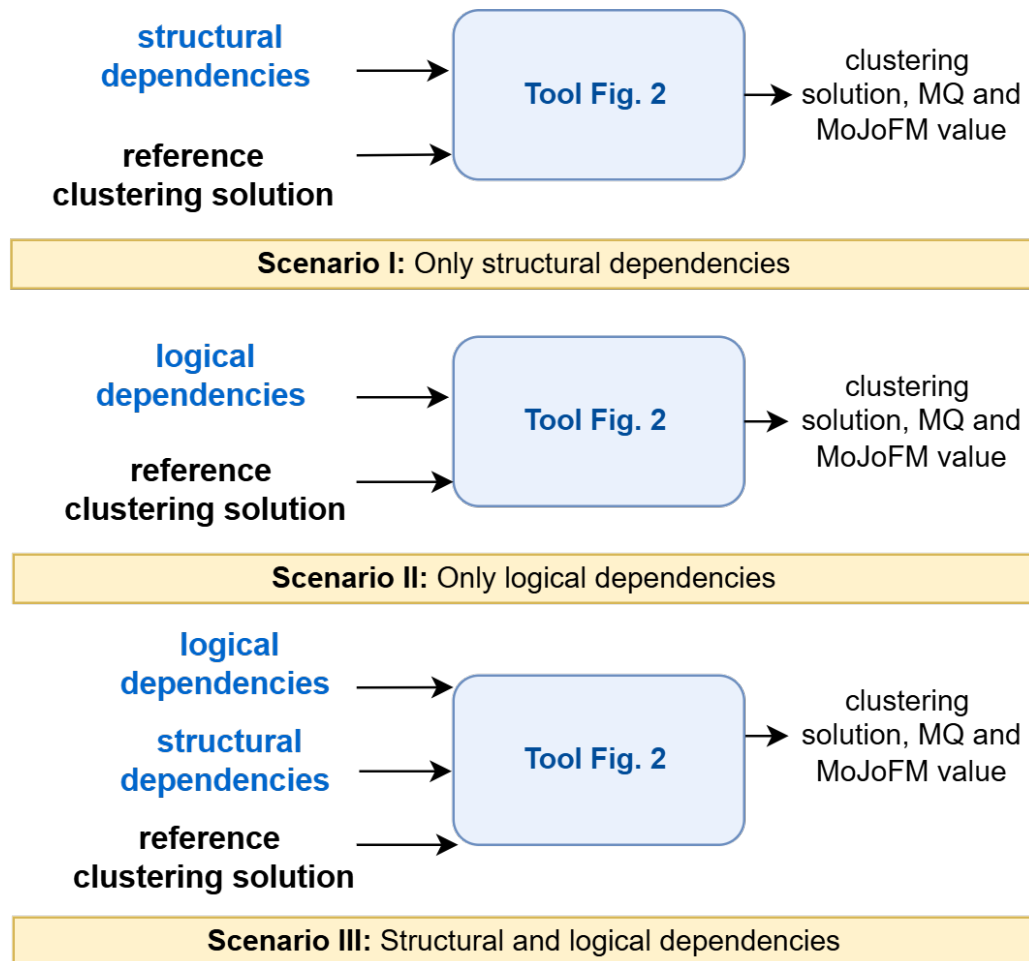 structural
dependencies
reference
clustering solution
Tool Fig. 2
clustering
solution, MQ and
MoJoFM value
Scenario I: Only structural dependencies
logical
dependencies
reference
clustering solution
Tool Fig. 2
clustering
solution, MQ and
MoJoFM value
Scenario II: Only logical dependencies
logical
dependencies
structural
dependencies
reference
clustering solution
Tool Fig. 2
clustering
solution, MQ and
MoJoFM value
Scenario III: Structural and logical dependencies